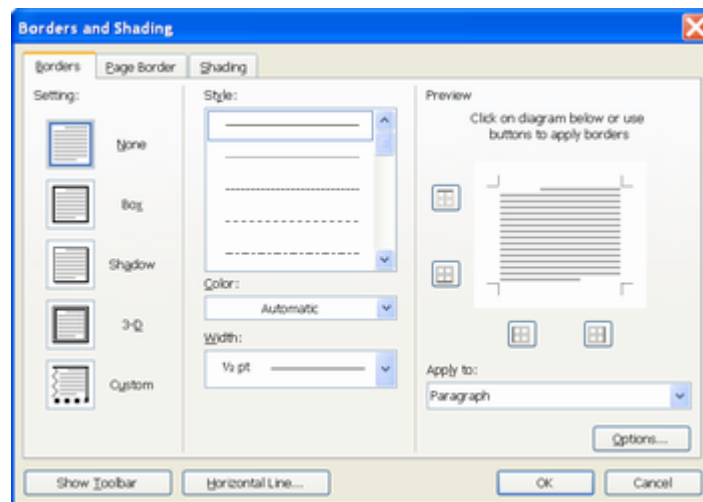 Borders and Shading
Borders Page Border Shading
Setting:
None
Box
Shadow
3-D
Custom
Style:
Color:
Automatic
Width:
½ pt
Preview
Click on diagram below or use
buttons to apply borders
Apply to:
Paragraph
Options...
Show Toolbar Horizontal Line... OK Cancel